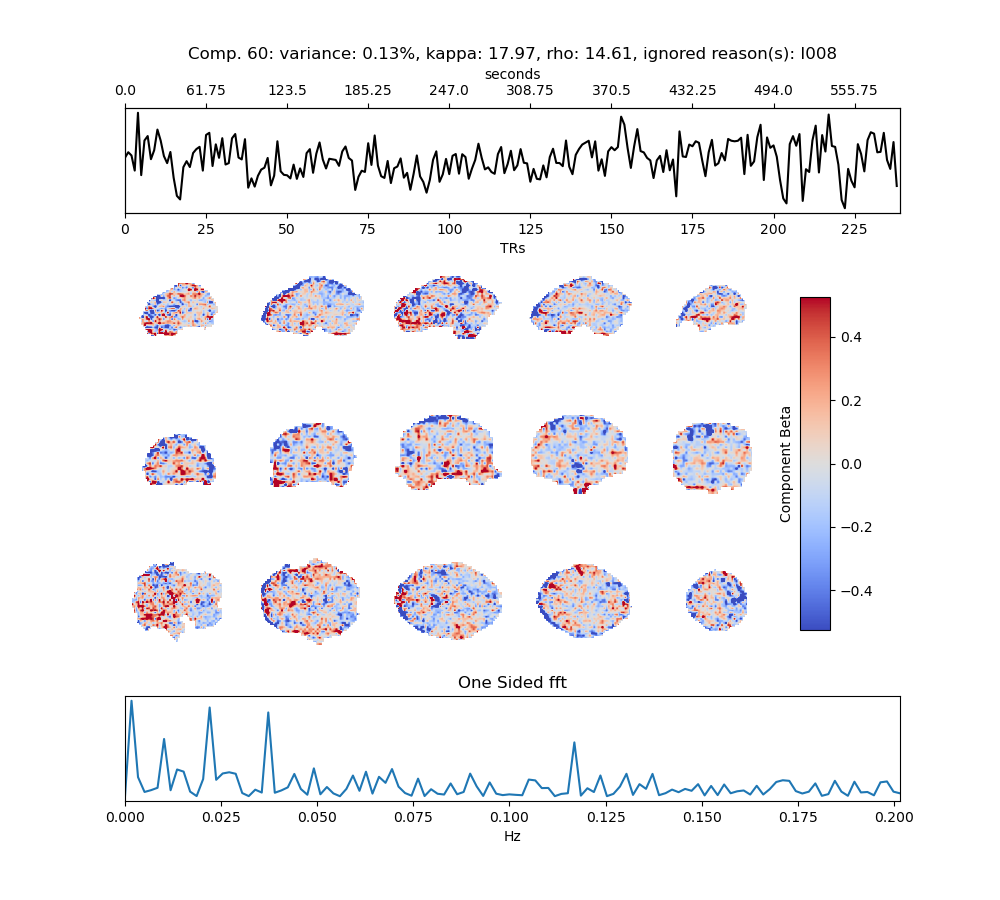 Comp. 60: variance: 0.13%, kappa: 17.97, rho: 14.61, ignored reason(s): I008
seconds
0.0 61.75 123.5 185.25 247.0 308.75 370.5 432.25 494.0 555.75
0 25 50 75 100 125 150 175 200 225
TRs
0.4
0.2
0.0
−0.2
−0.4
Component Beta
One Sided fft
0.000 0.025 0.050 0.075 0.100 0.125 0.150 0.175 0.200
Hz